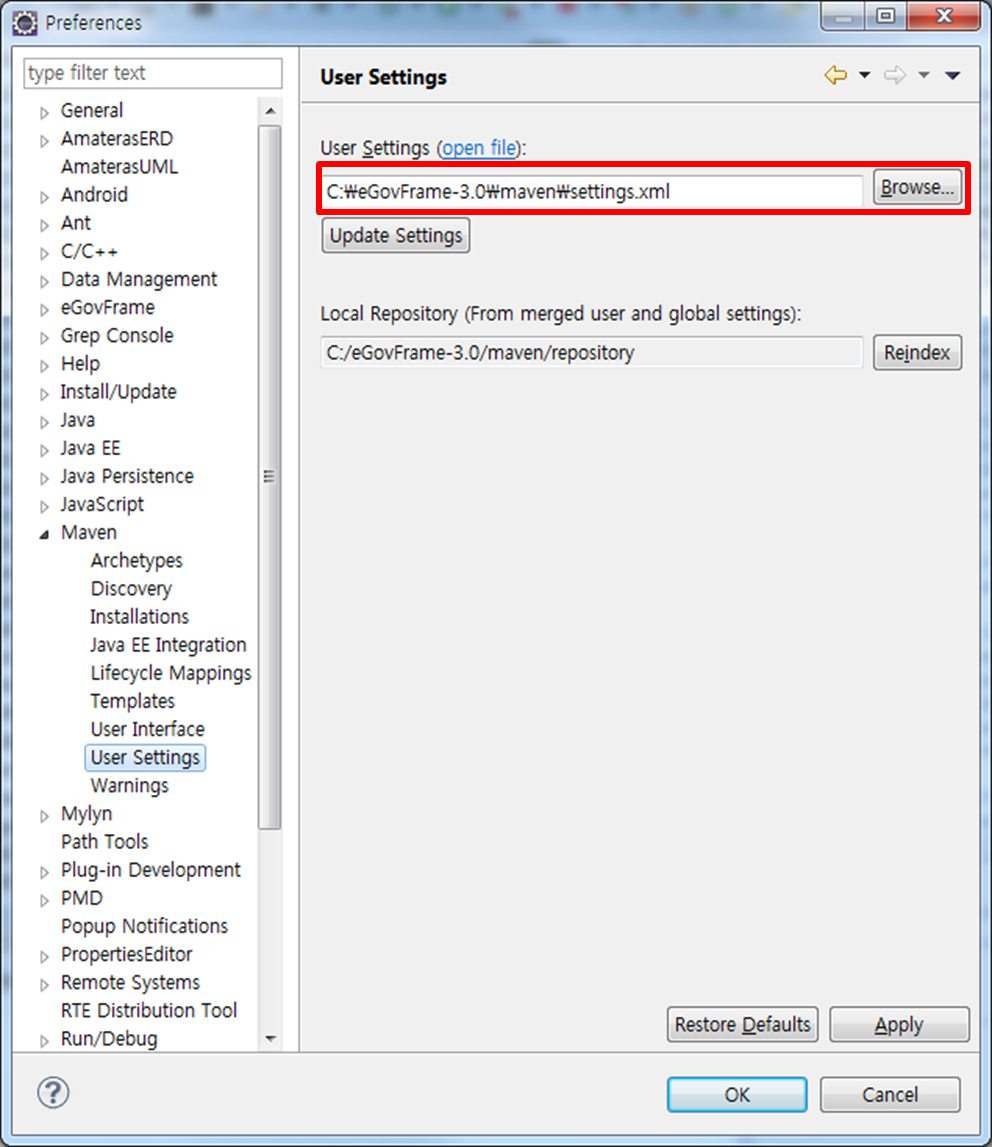 Preferences
type filter text
General
AmaterasERD
AmaterasUML
Android
Ant
C/C++
Data Management
eGovFrame
Grep Console
Help
Install/Update
Java
Java EE
Java Persistence
JavaScript
Maven
Archetypes
Discovery
Installations
Java EE Integration
Lifecycle Mappings
Templates
User Interface
User Settings
Warnings
Mylyn
Path Tools
Plug-in Development
PMD
Popup Notifications
PropertiesEditor
Remote Systems
RTE Distribution Tool
Run/Debug
User Settings
User Settings (open file):
C:₩eGovFrame-3.0₩maven₩settings.xml
Browse...
Update Settings
Local Repository (From merged user and global settings):
C:/eGovFrame-3.0/maven/repository
Reindex
Restore Defaults
Apply
OK
Cancel